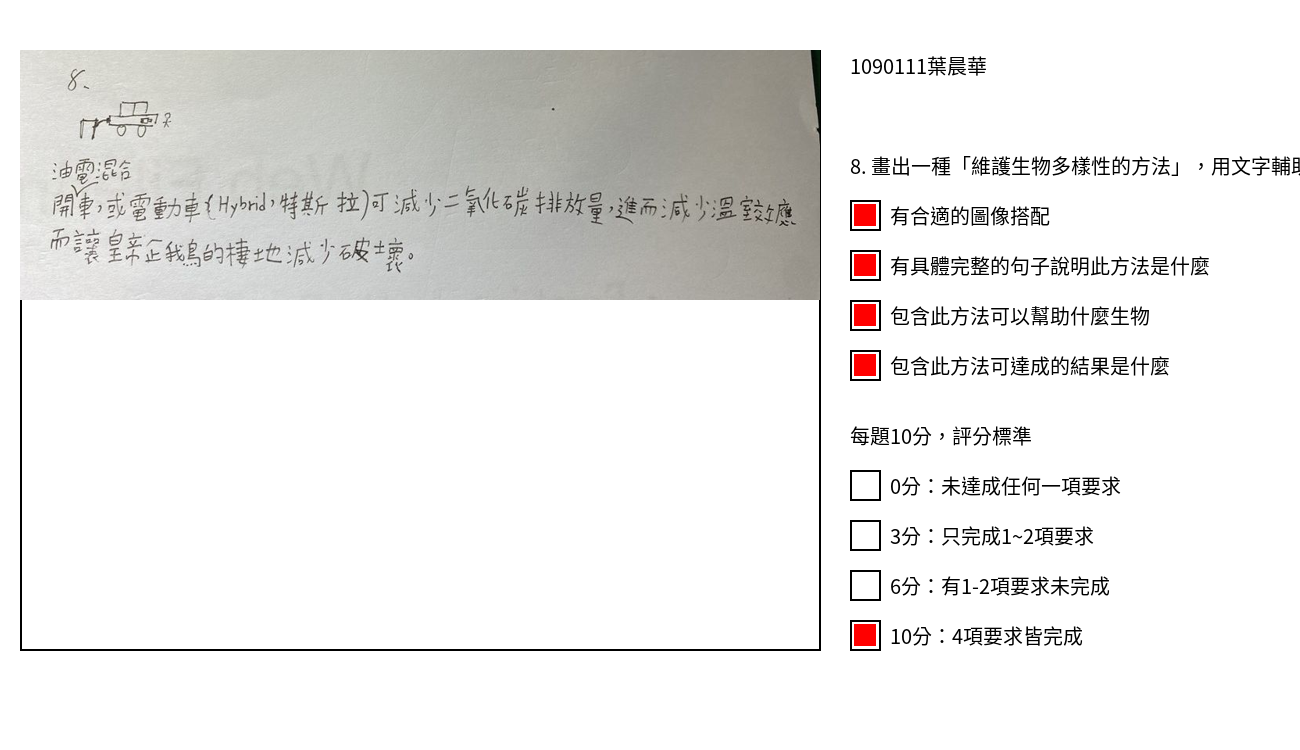 8、
油電混合
開車,或電動車(Hybrid,特斯拉)可減少二氧化碳排放量,進而減少溫室效應
而讓皇帝企鵝的棲地減少破壞。
1090111葉晨華
8. 畫出一種「維護生物多樣性的方法」，用文字輔助
有合適的圖像搭配
有具體完整的句子說明此方法是什麼
包含此方法可以幫助什麼生物
包含此方法可達成的結果是什麼
每題10分，評分標準
0分：未達成任何一項要求
3分：只完成1~2項要求
6分：有1-2項要求未完成
10分：4項要求皆完成